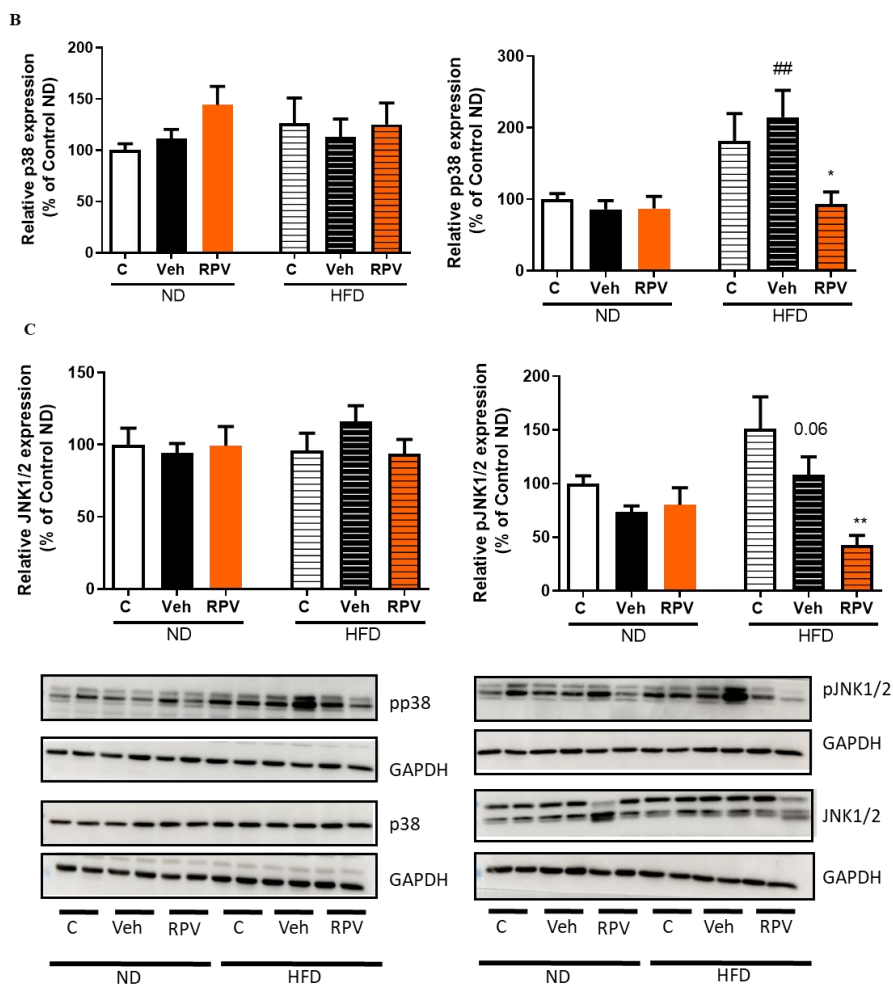 B
Relative p38 expression
(% of Control ND)
200
150
100
50
0
C Veh RPV C Veh RPV
ND HFD
Relative pp38 expression
(% of Control ND)
300
200
100
0
##
*
C Veh RPV C Veh RPV
ND HFD
C
Relative JNK1/2 expression
(% of Control ND)
150
100
50
0
C Veh RPV C Veh RPV
ND HFD
Relative pJNK1/2 expression
(% of Control ND)
200
150
100
50
0
0.06
**
C Veh RPV C Veh RPV
ND HFD
pp38
GAPDH
p38
GAPDH
C Veh RPV C Veh RPV
ND HFD
pJNK1/2
GAPDH
JNK1/2
GAPDH
C Veh RPV C Veh RPV
ND HFD